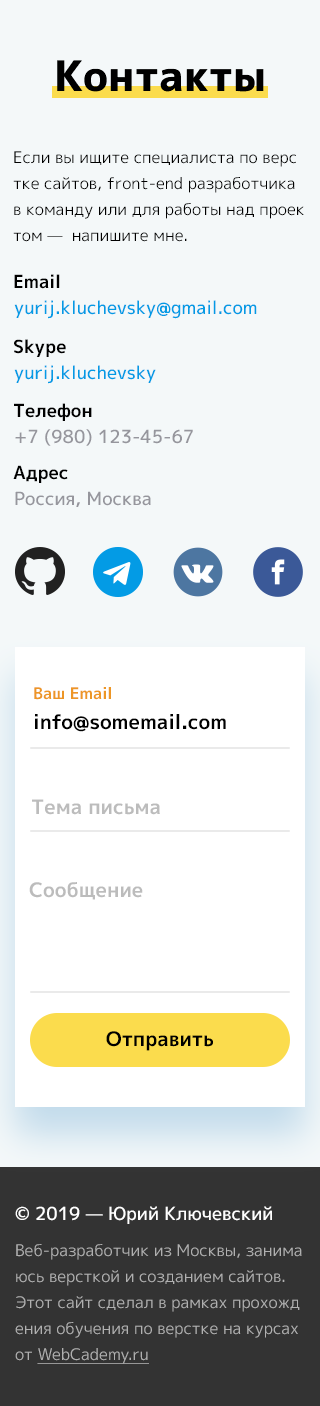 Контакты
Если вы ищите специалиста по верс
тке сайтов, front-end разработчика
в команду или для работы над проек
том — напишите мне.
Email
yurij.kluchevsky@gmail.com
Skype
yurij.kluchevsky
Телефон
+7 (980) 123-45-67
Адрес
Россия, Москва
f
Ваш Email
info@somemail.com
Тема письма
Сообщение
Отправить
© 2019 — Юрий Ключевский
Веб-разработчик из Москвы, занима
юсь версткой и созданием сайтов.
Этот сайт сделал в рамках прохожд
ения обучения по верстке на курсах
от WebCademy.ru